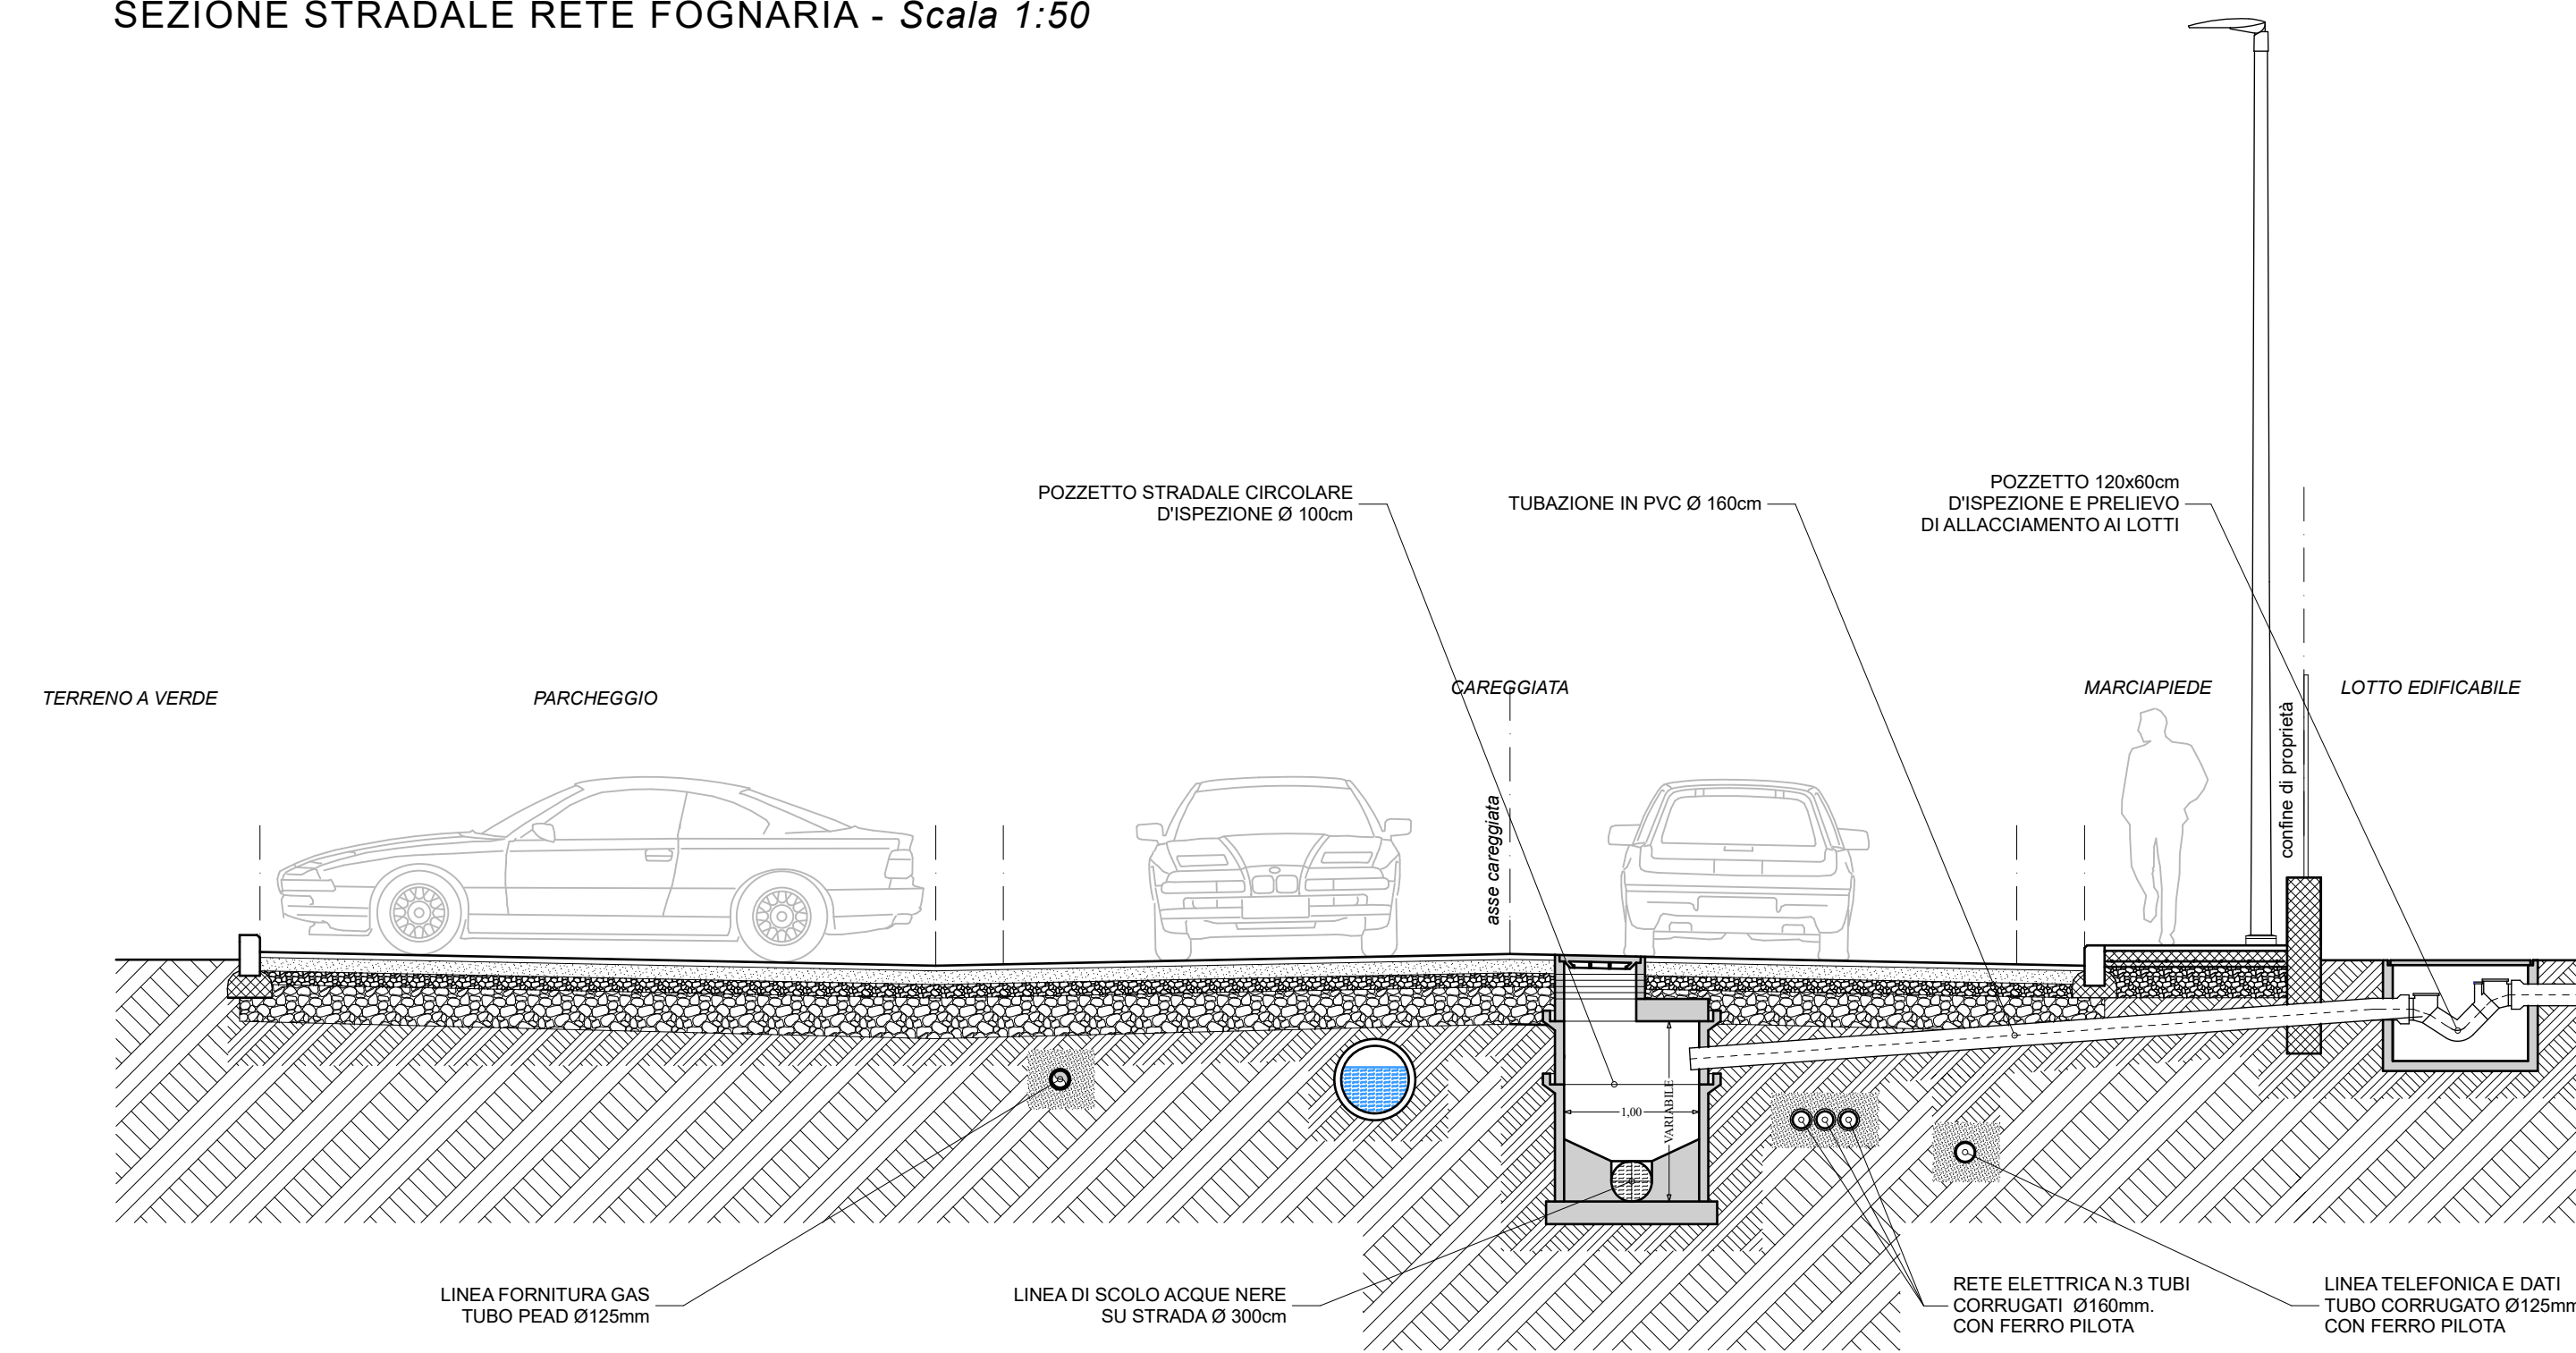 SEZIONE STRADALE RETE FOGNARIA - Scala 1:50
POZZETTO STRADALE CIRCOLARE
D'ISPEZIONE Ø 100cm
TUBAZIONE IN PVC Ø 160cm
POZZETTO 120x60cm
D'ISPEZIONE E PRELIEVO
DI ALLACCIAMENTO AI LOTTI
TERRENO A VERDE
PARCHEGGIO
CAREGGIATA
MARCIAPIEDE
LOTTO EDIFICABILE
asse careggiata
confine di proprietà
1,00
VARIABILE
LINEA FORNITURA GAS
TUBO PEAD Ø125mm
LINEA DI SCOLO ACQUE NERE
SU STRADA Ø 300cm
RETE ELETTRICA N.3 TUBI
CORRUGATI Ø160mm.
CON FERRO PILOTA
LINEA TELEFONICA E DATI
TUBO CORRUGATO Ø125mm
CON FERRO PILOTA